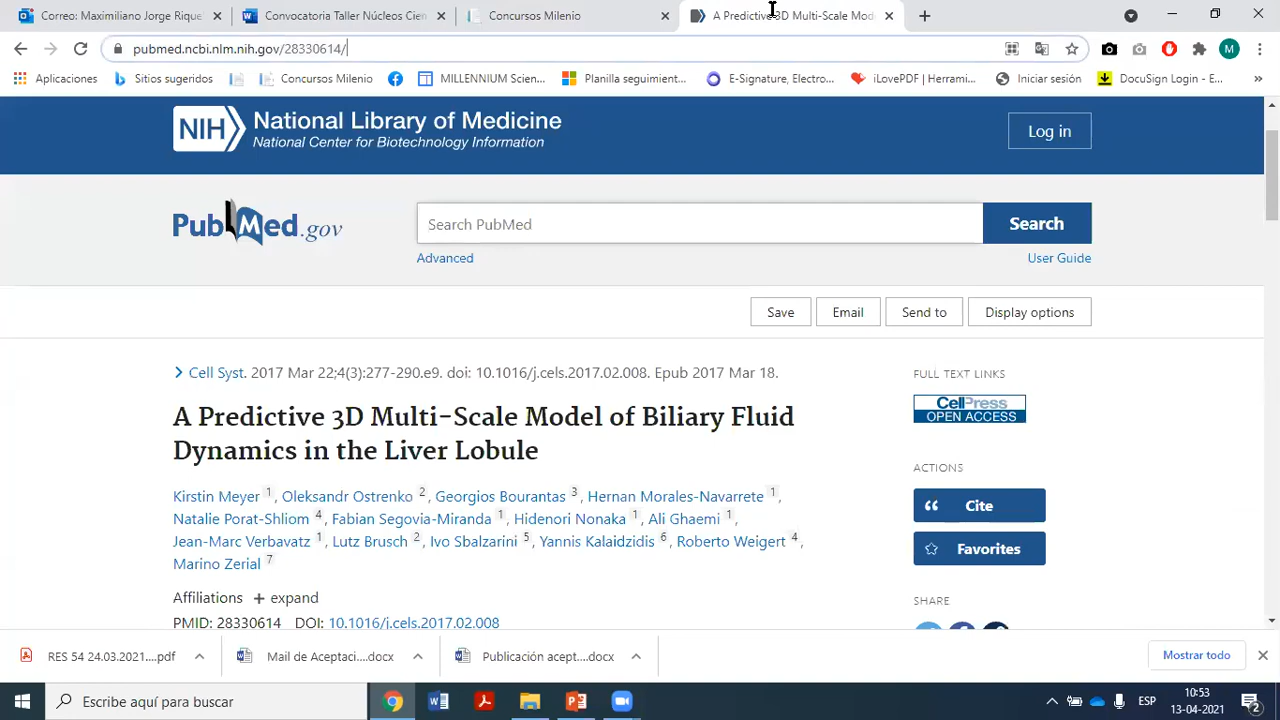 Correo: Maximiliano Jorge Rique
Convocatoria Taller Núcleos Cien
Concursos Milenio
A Predictive 3D Multi-Scale Mod
pubmed.ncbi.nlm.nih.gov/28330614/
M
Aplicaciones
Sitios sugeridos
Concursos Milenio
MILLENNIUM Scien...
Planilla seguimient...
E-Signature, Electro...
iLovePDF | Herrami...
Iniciar sesión
DocuSign Login - E...
»
NIH
National Library of Medicine
National Center for Biotechnology Information
Log in
PubMed.gov
Search PubMed
Search
Advanced
User Guide
Save
Email
Send to
Display options
Cell Syst. 2017 Mar 22;4(3):277-290.e9. doi: 10.1016/j.cels.2017.02.008. Epub 2017 Mar 18.
A Predictive 3D Multi-Scale Model of Biliary Fluid
Dynamics in the Liver Lobule
Kirstin Meyer 1, Oleksandr Ostrenko 2, Georgios Bourantas 3, Hernan Morales-Navarrete 1,
Natalie Porat-Shliom 4, Fabian Segovia-Miranda 1, Hidenori Nonaka 1, Ali Ghaemi 1,
Jean-Marc Verbavatz 1, Lutz Brusch 2, Ivo Sbalzarini 5, Yannis Kalaidzidis 6, Roberto Weigert 4,
Marino Zerial 7
Affiliations + expand
PMID: 28330614 DOI: 10.1016/j.cels.2017.02.008
FULL TEXT LINKS
CellPress
OPEN ACCESS
ACTIONS
Cite
Favorites
SHARE
RES 54 24.03.2021....pdf
Mail de Aceptaci....docx
Publicación acept....docx
Mostrar todo
Escribe aquí para buscar
ESP
10:53
13-04-2021
2